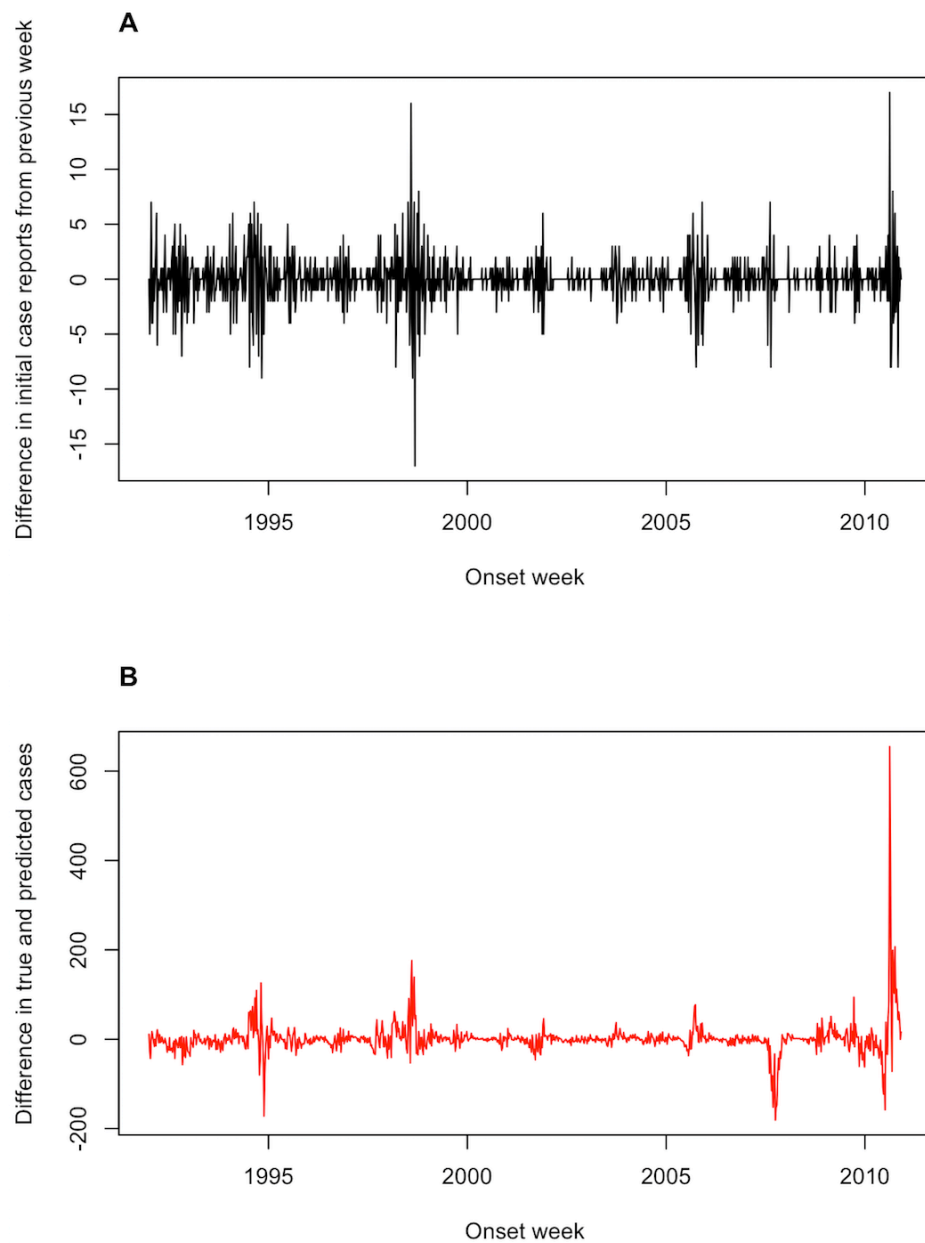 A
Difference in initial case reports from previous week
15
10
5
0
-5
-10
-15
1995 2000 2005 2010
Onset week
B
Difference in true and predicted cases
600
400
200
0
-200
1995 2000 2005 2010
Onset week